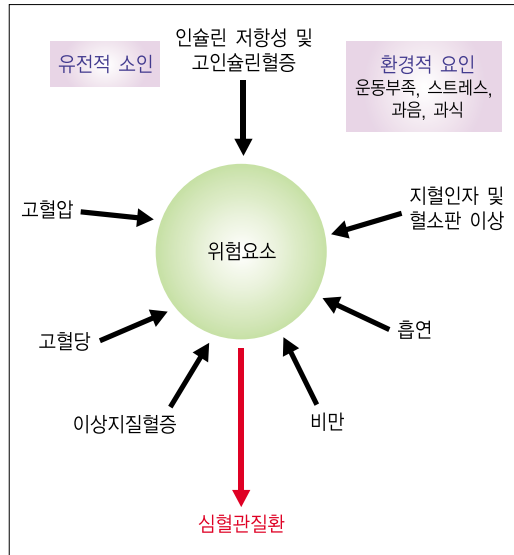 유전적 소인
인슐린 저항성 및
고인슐린혈증
환경적 요인
운동부족, 스트레스,
과음, 과식
고혈압
지혈인자 및
혈소판 이상
위험요소
고혈당
흡연
이상지질혈증
비만
심혈관질환